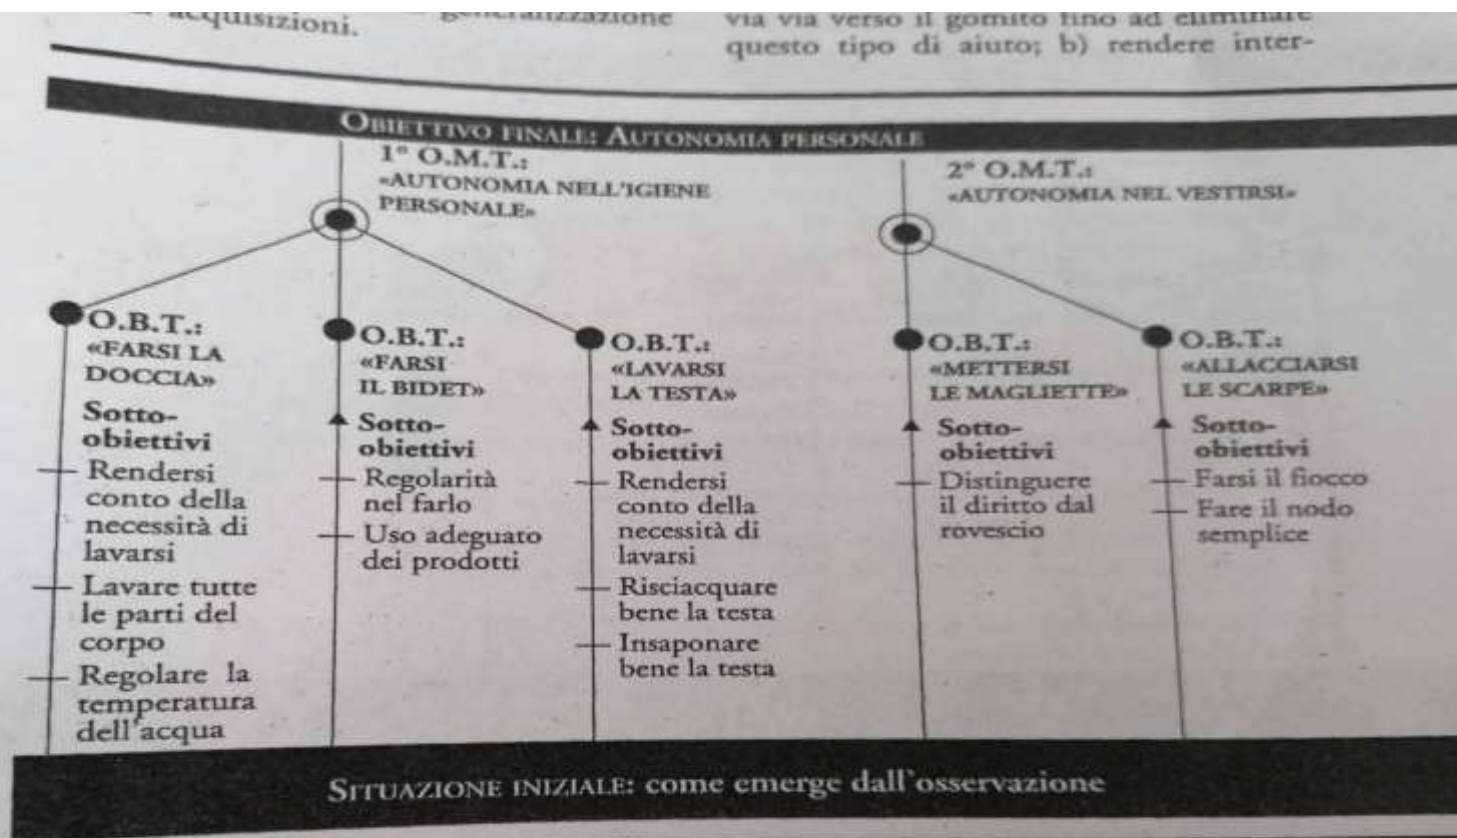 acquisizioni.
generalizzazione
via via verso il gomito fino ad eliminare
questo tipo di aiuto; b) rendere inter-
OBIETTIVO FINALE: AUTONOMIA PERSONALE
1° O.M.T.:
«AUTONOMIA NELL'IGIENE
PERSONALE»
2° O.M.T.:
«AUTONOMIA NEL VESTIRSI»
O.B.T.:
«FARSI LA
DOCCIA»
Sotto-
obiettivi
Rendersi
conto della
necessità di
lavarsi
Lavare tutte
le parti del
corpo
Regolare la
temperatura
dell'acqua
O.B.T.:
«FARSI
IL BIDET»
Sotto-
obiettivi
Regolarità
nel farlo
Uso adeguato
dei prodotti
O.B.T.:
«LAVARSI
LA TESTA»
Sotto-
obiettivi
Rendersi
conto della
necessità di
lavarsi
Risciacquare
bene la testa
Insaponare
bene la testa
O.B.T.:
«METTERSI
LE MAGLIETTE»
Sotto-
obiettivi
Distinguere
il diritto dal
rovescio
O.B.T.:
«ALLACCIARSI
LE SCARPE»
Sotto-
obiettivi
Farsi il fiocco
Fare il nodo
semplice
SITUAZIONE INIZIALE: come emerge dall'osservazione